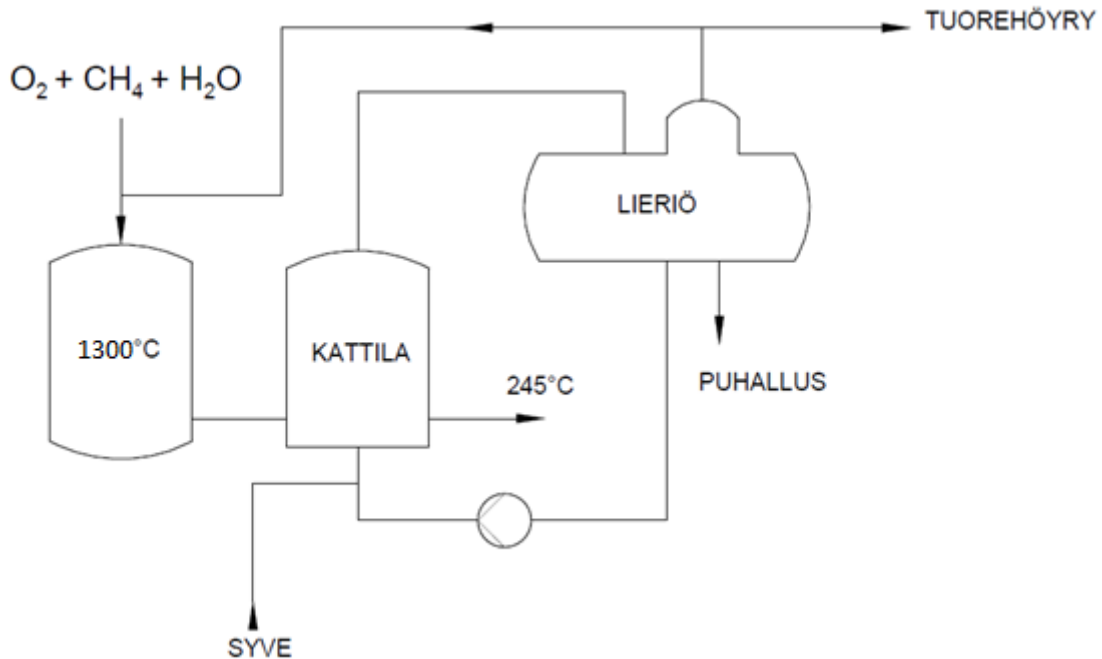 TUOREHÖYRY
O₂ + CH₄ + H₂O
LIERIÖ
1300°C
KATTILA
245°C
PUHALLUS
SYVE